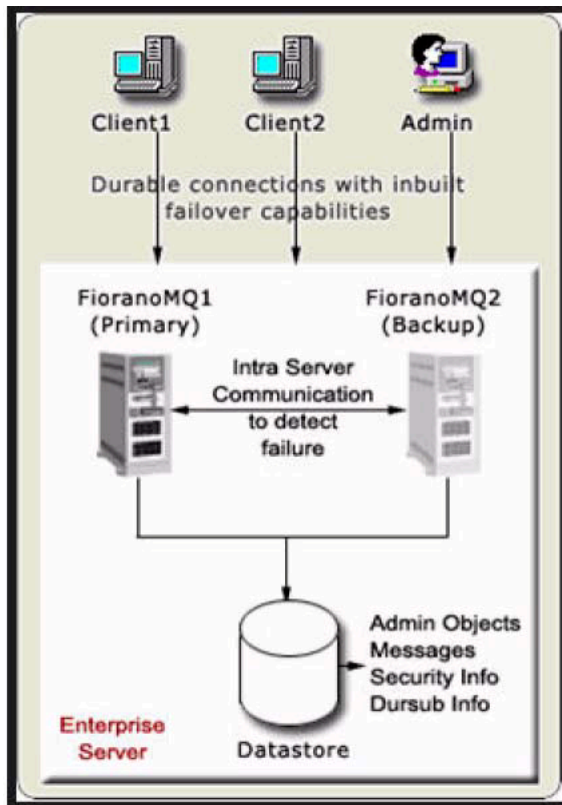 Client1
Client2
Admin
Durable connections with inbuilt
failover capabilities
FioranoMQ1
(Primary)
FioranoMQ2
(Backup)
Intra Server
Communication
to detect
failure
Admin Objects
Messages
Security Info
Dursub Info
Enterprise
Server
Datastore